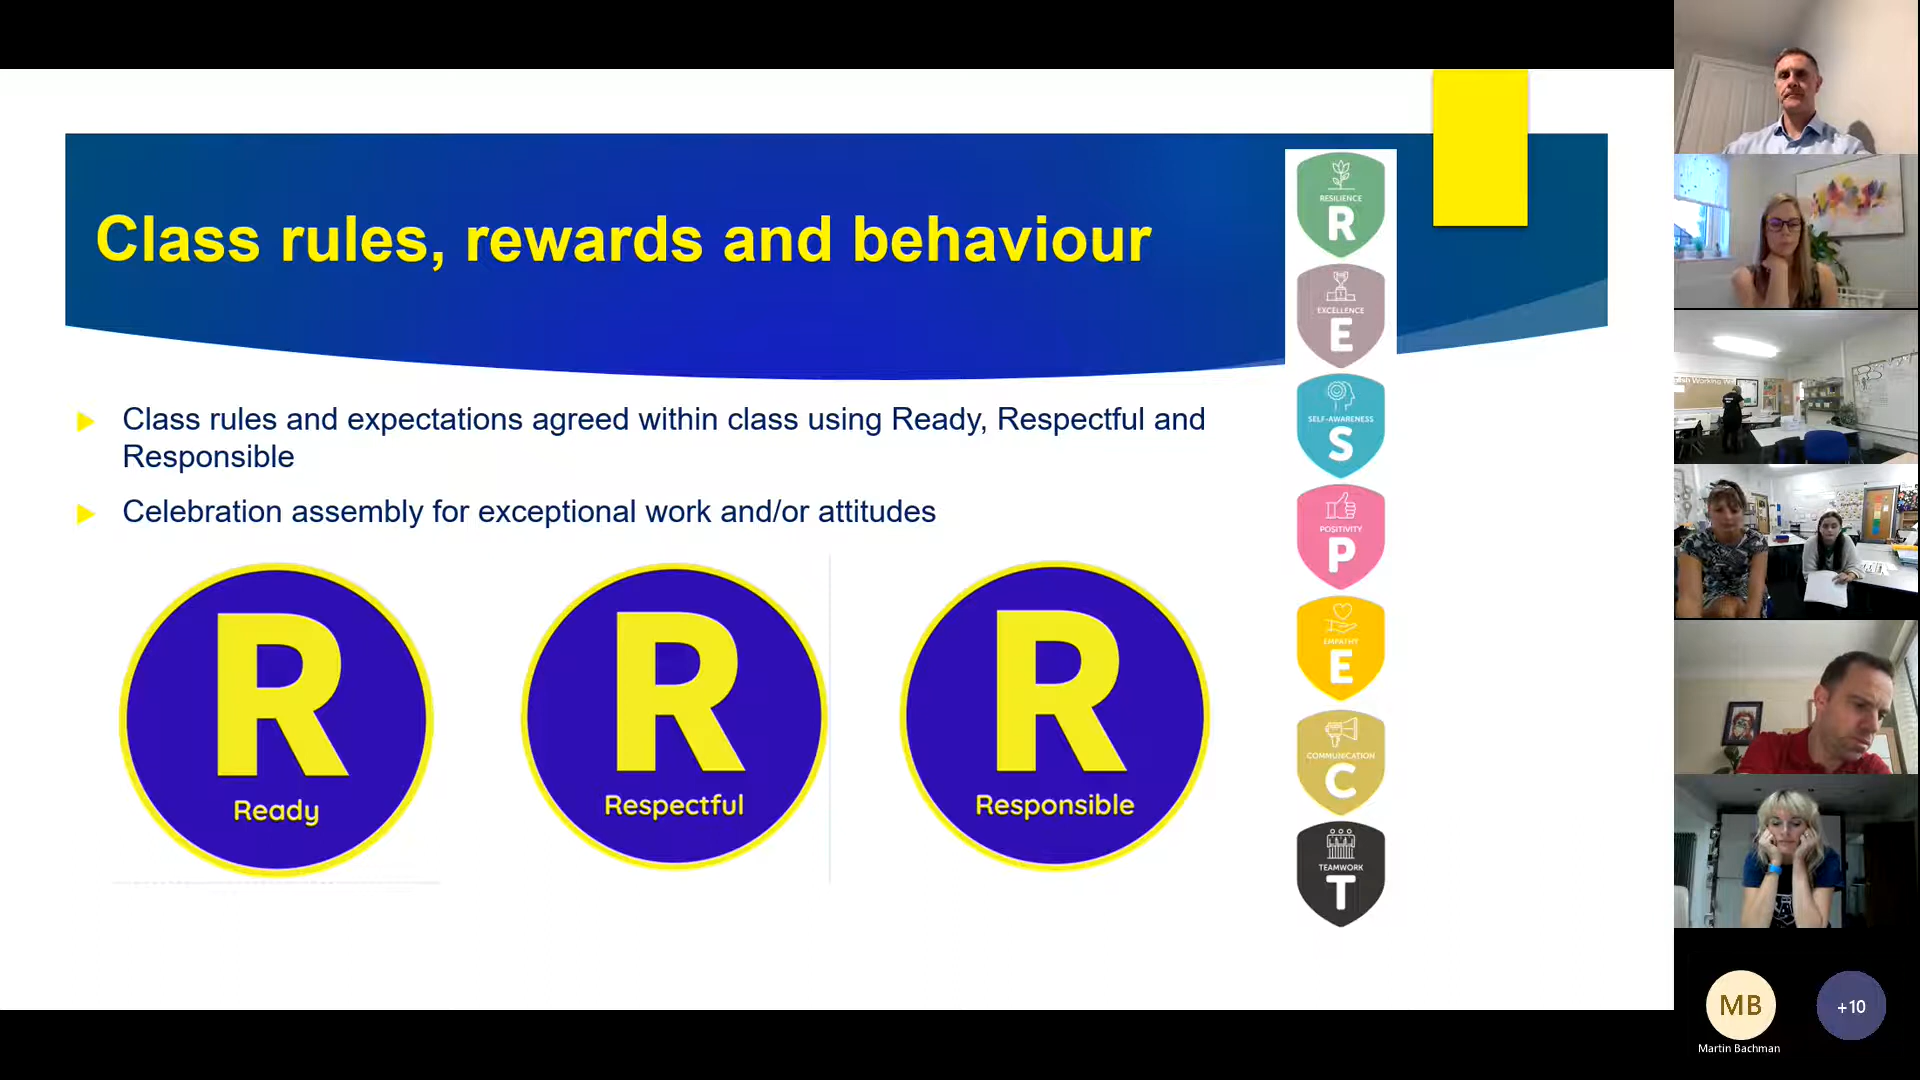 Class rules, rewards and behaviour
Class rules and expectations agreed within class using Ready, Respectful and
Responsible
Celebration assembly for exceptional work and/or attitudes
R
Ready
R
Respectful
R
Responsible
RESILIENCE
R
EXCELLENCE
E
SELF-AWARENESS
S
POSITIVITY
P
EMPATHY
E
COMMUNICATION
C
TEAMWORK
T
MB
Martin Bachman
+10